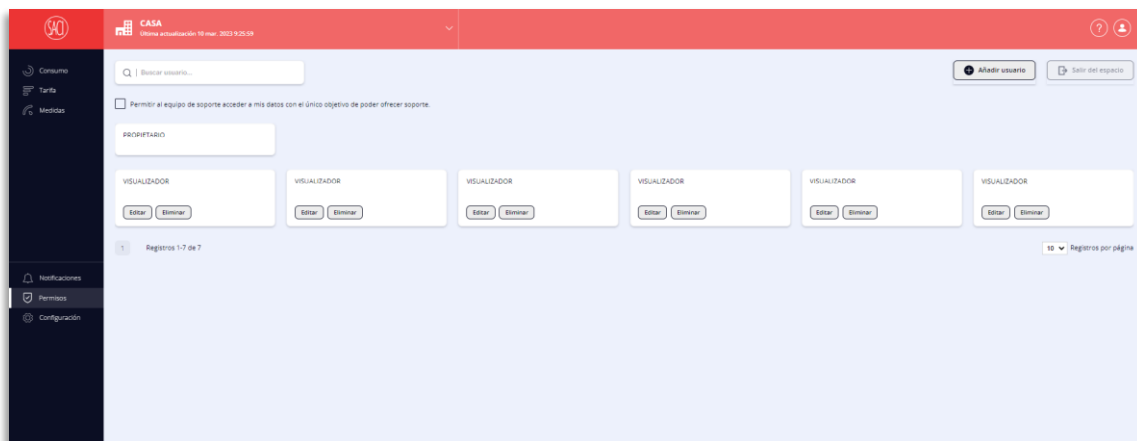 SACI
CASA
Última actualización 10 mar. 2023 9:25:59
?
Consumo
Tarifa
Medidas
Buscar usuario...
Añadir usuario
Salir del espacio
Permitir al equipo de soporte acceder a mis datos con el único objetivo de poder ofrecer soporte.
PROPIETARIO
VISUALIZADOR
Editar Eliminar
VISUALIZADOR
Editar Eliminar
VISUALIZADOR
Editar Eliminar
VISUALIZADOR
Editar Eliminar
VISUALIZADOR
Editar Eliminar
VISUALIZADOR
Editar Eliminar
1 Registros 1-7 de 7
10 Registros por página
Notificaciones
Permisos
Configuración